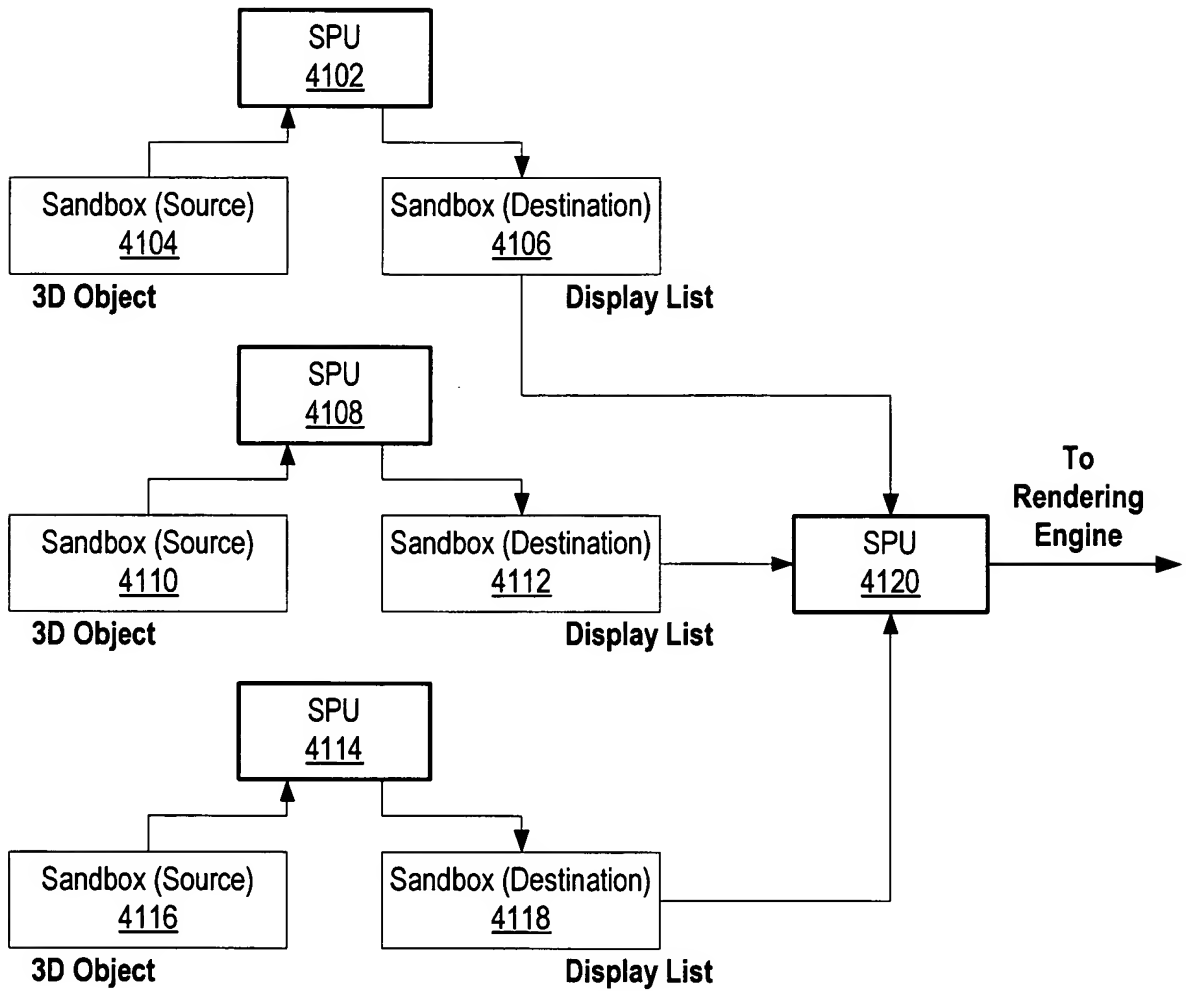 SPU
4102
Sandbox (Source)
4104
3D Object
Sandbox (Destination)
4106
Display List
SPU
4108
Sandbox (Source)
4110
3D Object
Sandbox (Destination)
4112
Display List
To
Rendering
Engine
SPU
4120
SPU
4114
Sandbox (Source)
4116
3D Object
Sandbox (Destination)
4118
Display List